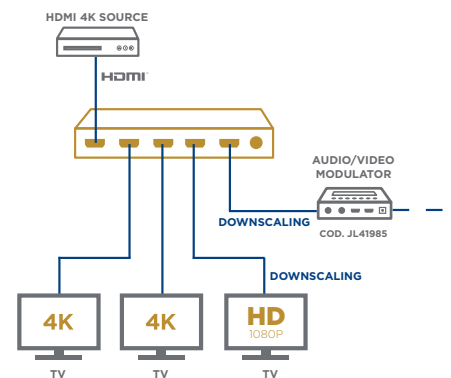 HDMI 4K SOURCE
HDMI
AUDIO/VIDEO
MODULATOR
DOWNSCALING
COD. JL41985
DOWNSCALING
4K
4K
HD
1080P
TV
TV
TV